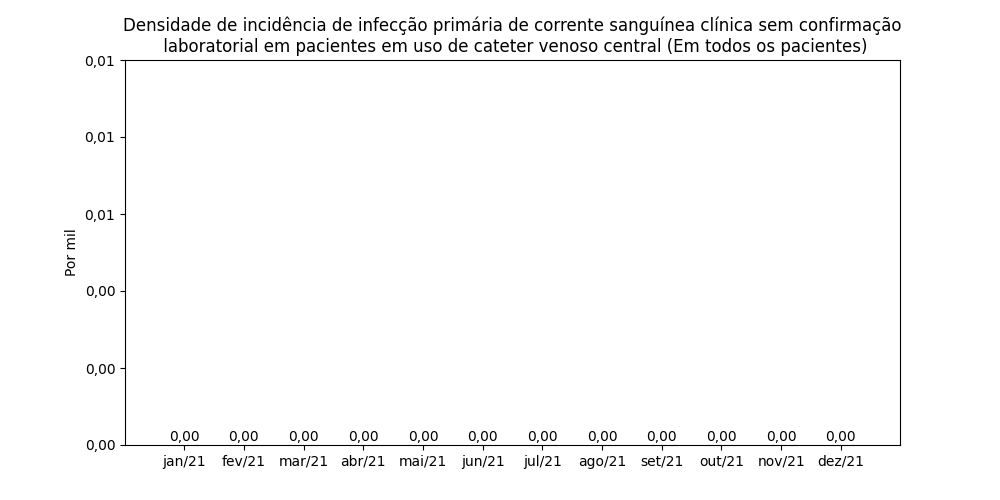 Densidade de incidência de infecção primária de corrente sanguínea clínica sem confirmação
laboratorial em pacientes em uso de cateter venoso central (Em todos os pacientes)
0,01
0,01
0,01
0,00
0,00
0,00
Por mil
0,00 0,00 0,00 0,00 0,00 0,00 0,00 0,00 0,00 0,00 0,00 0,00
jan/21 fev/21 mar/21 abr/21 mai/21 jun/21 jul/21 ago/21 set/21 out/21 nov/21 dez/21